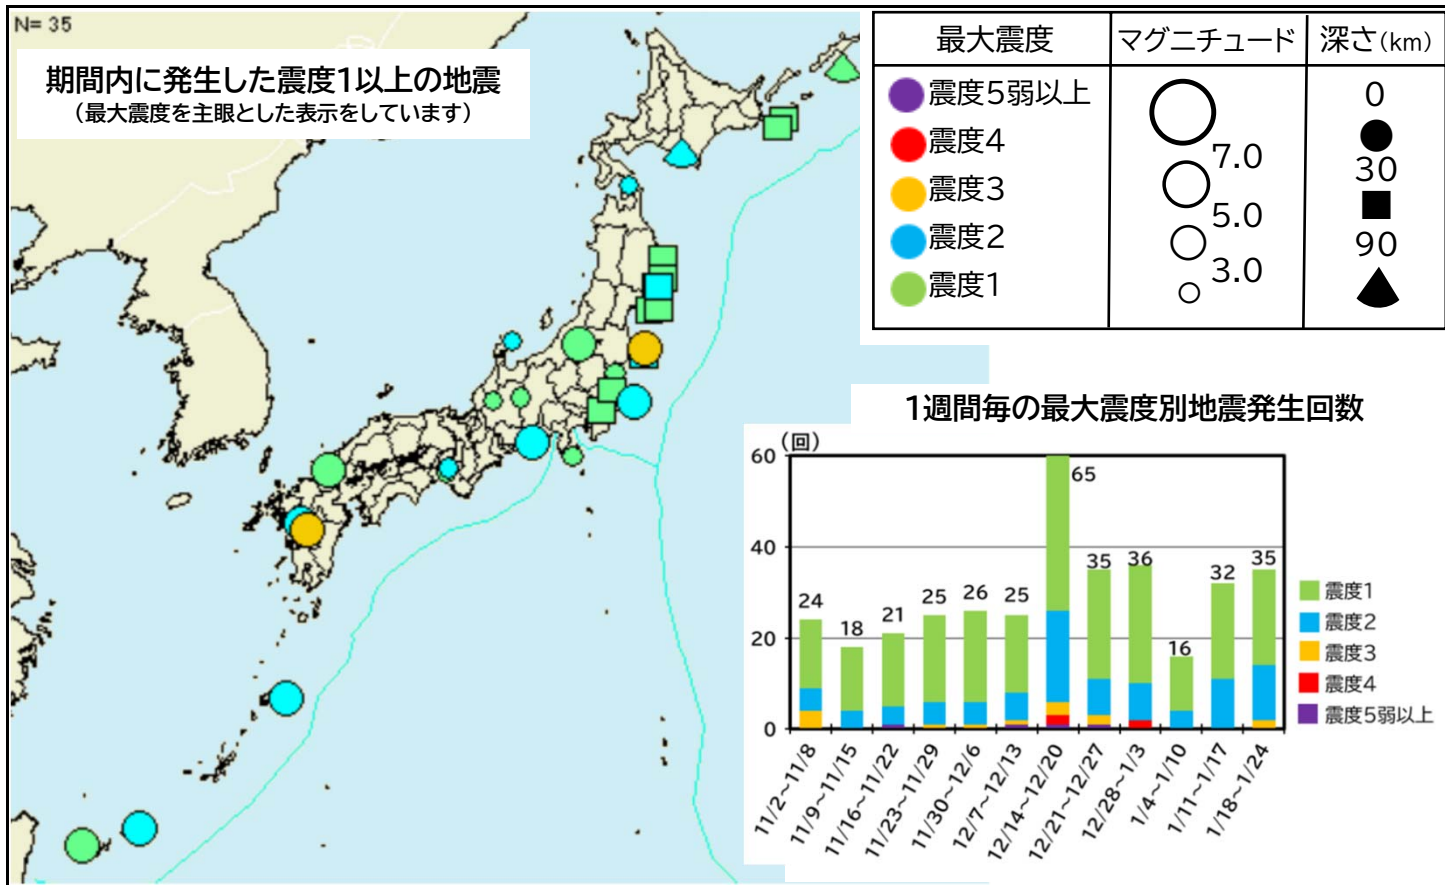 N= 35
期間内に発生した震度1以上の地震
（最大震度を主眼とした表示をしています）
最大震度
マグニチュード
深さ(km)
震度5弱以上
震度4
震度3
震度2
震度1
7.0
5.0
3.0
0
30
90
1週間毎の最大震度別地震発生回数
(回)
60
40
20
0
24
18
21
25
26
25
65
35
36
16
32
35
11/2~11/8
11/9~11/15
11/16~11/22
11/23~11/29
11/30~12/6
12/7~12/13
12/14~12/20
12/21~12/27
12/28~1/3
1/4~1/10
1/11~1/17
1/18~1/24
震度1
震度2
震度3
震度4
震度5弱以上